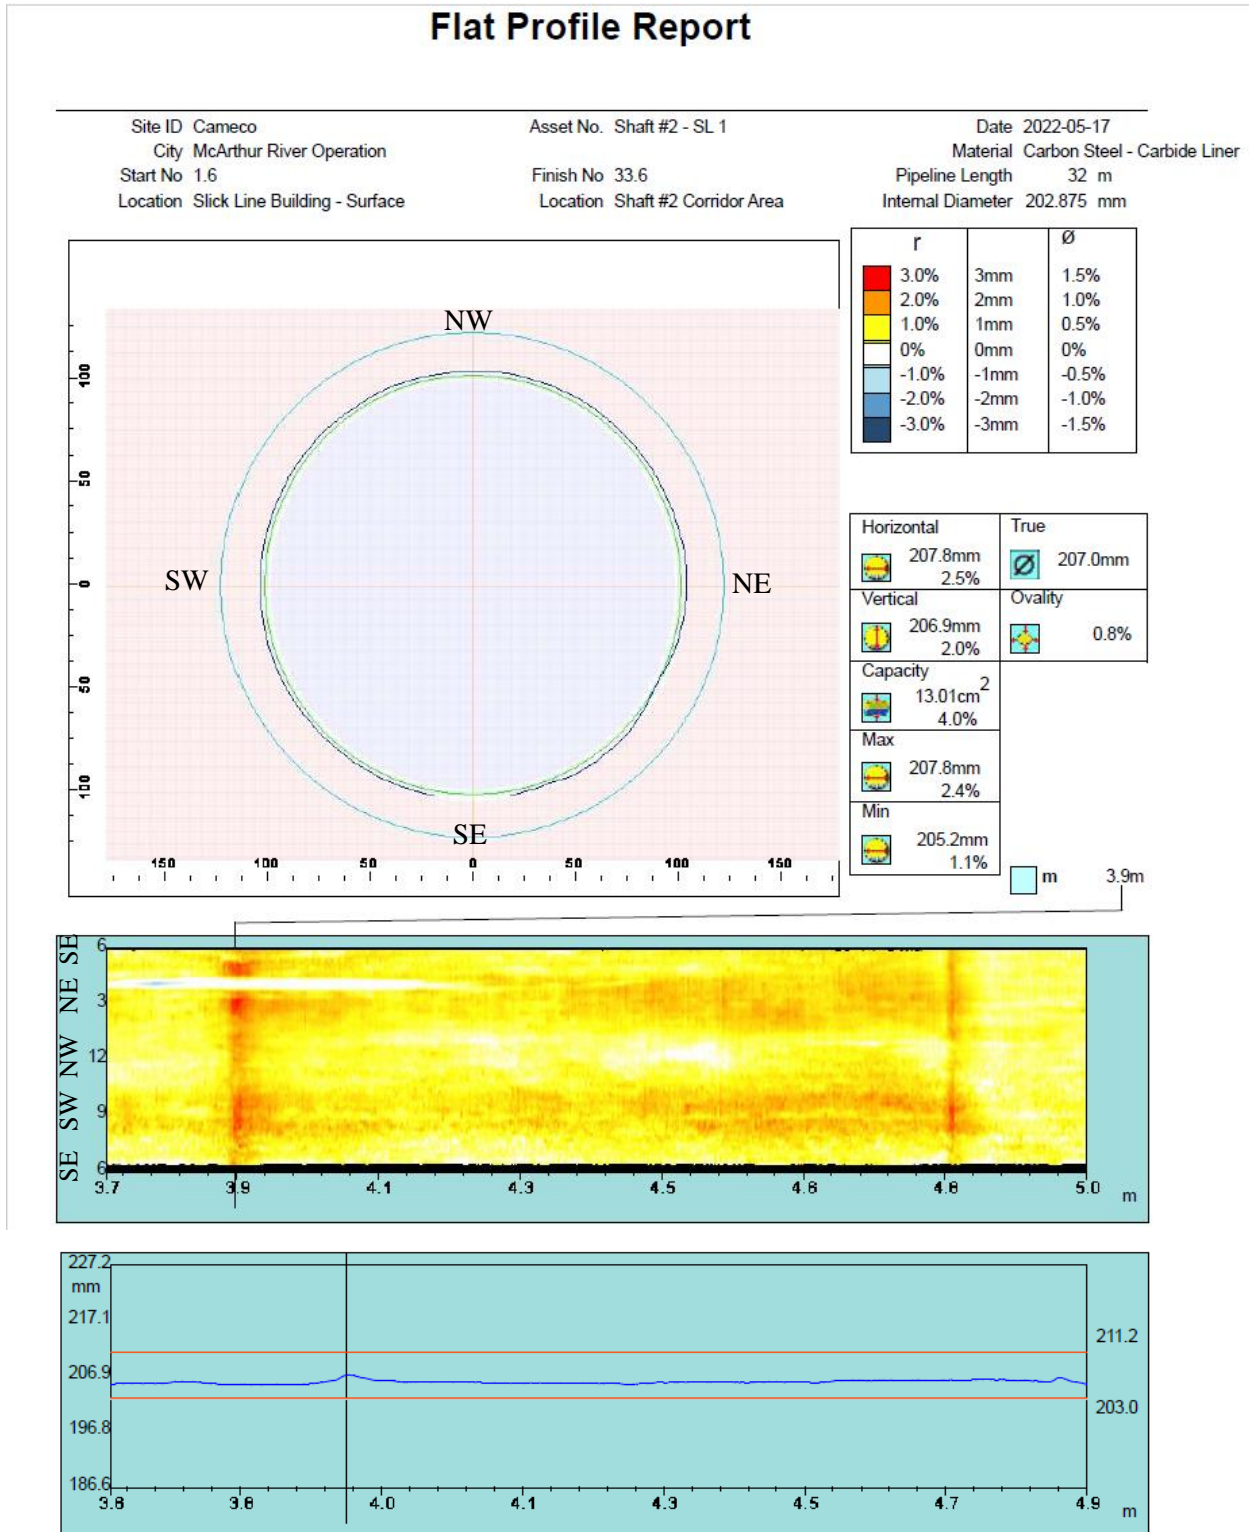 Flat Profile Report
Site ID Cameco Asset No. Shaft #2 - SL 1 Date 2022-05-17
City McArthur River Operation Material Carbon Steel - Carbide Liner
Start No 1.6 Finish No 33.6 Pipeline Length 32 m
Location Slick Line Building - Surface Location Shaft #2 Corridor Area Internal Diameter 202.875 mm
r Ø
3.0% 3mm 1.5%
2.0% 2mm 1.0%
1.0% 1mm 0.5%
0% 0mm 0%
-1.0% -1mm -0.5%
-2.0% -2mm -1.0%
-3.0% -3mm -1.5%
NW
SW
NE
SE
100
50
0
50
100
150 100 50 0 50 100 150
Horizontal True
207.8mm Ø 207.0mm
2.5%
Vertical Ovality
206.9mm 0.8%
2.0%
Capacity
13.01cm2
4.0%
Max
207.8mm
2.4%
Min
205.2mm
1.1%
m 3.9m
SE SW NW NE SE
6
3
12
9
6
3.7 3.9 4.1 4.3 4.5 4.6 4.8 5.0 m
227.2
mm
217.1
211.2
206.9
203.0
196.8
186.6
3.6 3.8 4.0 4.1 4.3 4.5 4.7 4.9 m